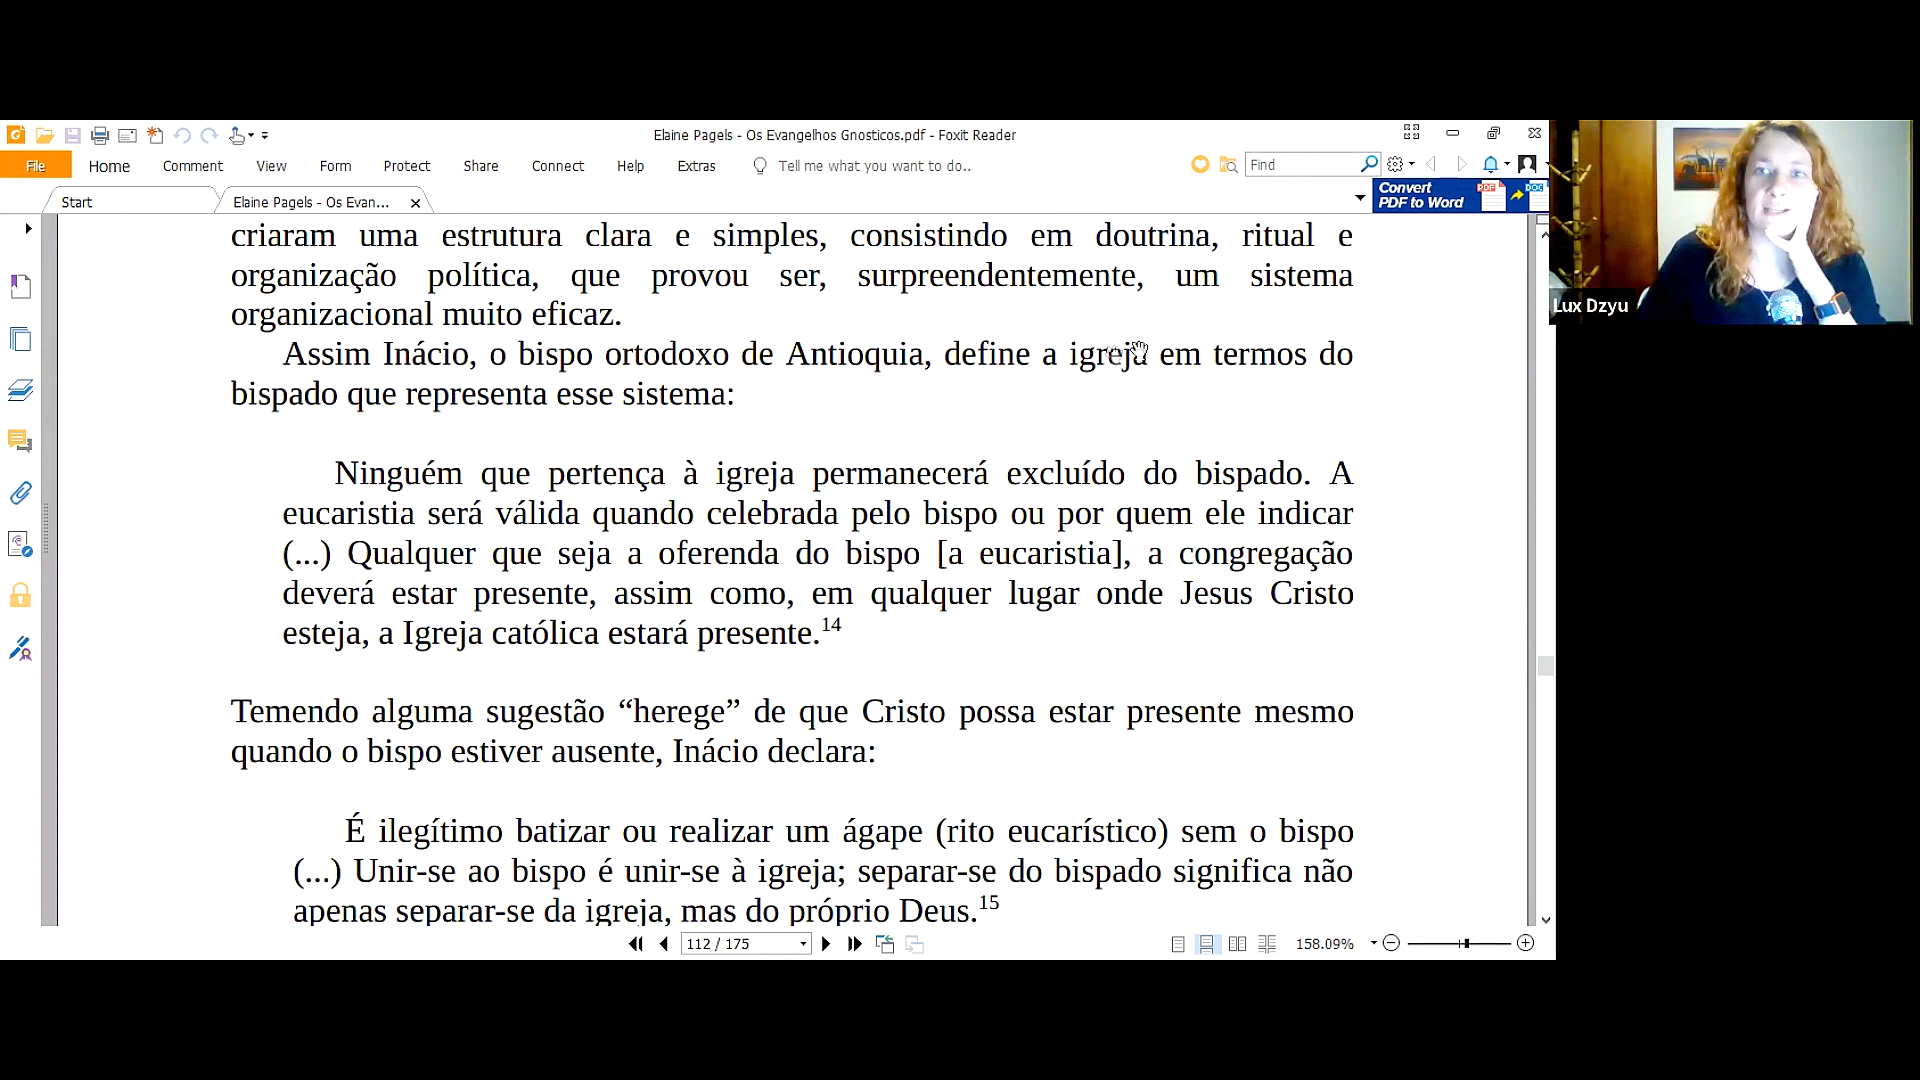 Elaine Pagels - Os Evangelhos Gnosticos.pdf - Foxit Reader
File Home Comment View Form Protect Share Connect Help Extras Tell me what you want to do.. Find
Convert
PDF to Word
PDF DOC
Start Elaine Pagels - Os Evan...
criaram uma estrutura clara e simples, consistindo em doutrina, ritual e
organização política, que provou ser, surpreendentemente, um sistema
organizacional muito eficaz.
Assim Inácio, o bispo ortodoxo de Antioquia, define a igreja em termos do
bispado que representa esse sistema:
Ninguém que pertença à igreja permanecerá excluído do bispado. A
eucaristia será válida quando celebrada pelo bispo ou por quem ele indicar
(...) Qualquer que seja a oferenda do bispo [a eucaristia], a congregação
deverá estar presente, assim como, em qualquer lugar onde Jesus Cristo
esteja, a Igreja católica estará presente.14
Temendo alguma sugestão “herege” de que Cristo possa estar presente mesmo
quando o bispo estiver ausente, Inácio declara:
É ilegítimo batizar ou realizar um ágape (rito eucarístico) sem o bispo
(...) Unir-se ao bispo é unir-se à igreja; separar-se do bispado significa não
apenas separar-se da igreja, mas do próprio Deus.15
112 / 175
158.09%
Lux Dzyu